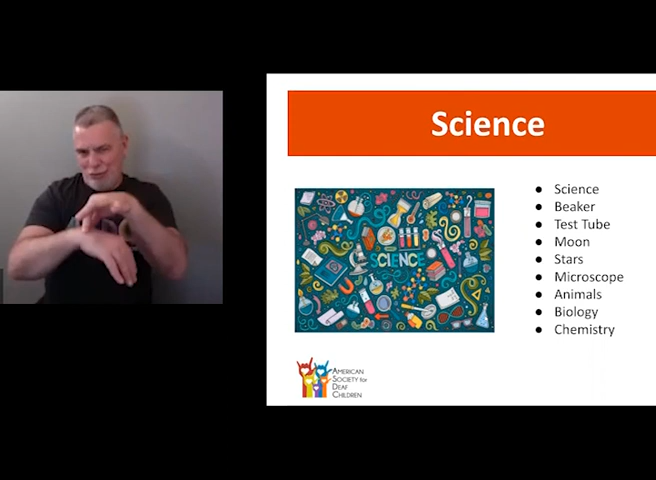 Science
SCIENCE
● Science
● Beaker
● Test Tube
● Moon
● Stars
● Microscope
● Animals
● Biology
● Chemistry
AMERICAN
SOCIETY for
DEAF
CHILDREN